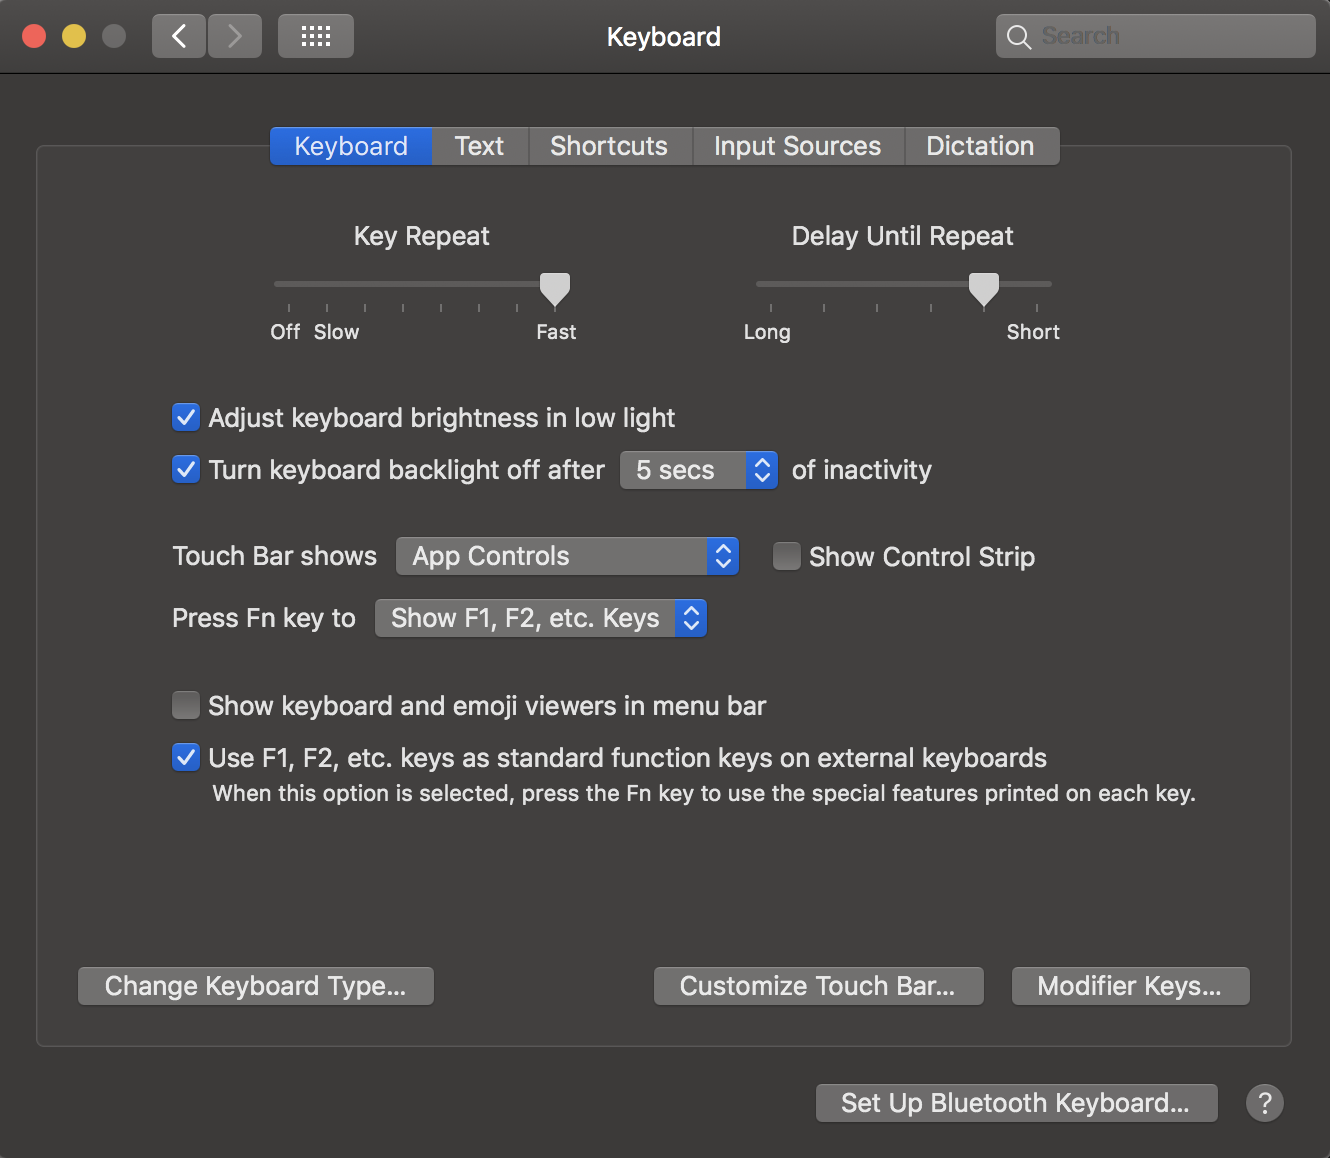 Keyboard
Search
Keyboard Text Shortcuts Input Sources Dictation
Key Repeat Delay Until Repeat
Off Slow Fast Long Short
Adjust keyboard brightness in low light
Turn keyboard backlight off after 5 secs of inactivity
Touch Bar shows App Controls Show Control Strip
Press Fn key to Show F1, F2, etc. Keys
Show keyboard and emoji viewers in menu bar
Use F1, F2, etc. keys as standard function keys on external keyboards
When this option is selected, press the Fn key to use the special features printed on each key.
Change Keyboard Type... Customize Touch Bar... Modifier Keys...
Set Up Bluetooth Keyboard... ?